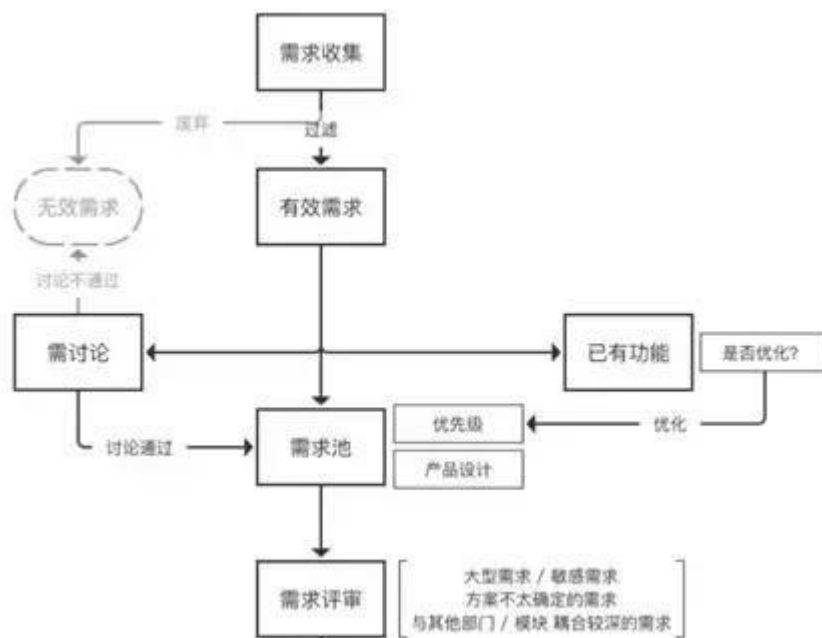 需求收集
废弃
过滤
无效需求
有效需求
讨论不通过
需讨论
已有功能
是否优化?
讨论通过
需求池
优先级
优化
产品设计
需求评审
大型需求 / 敏感需求
方案不太确定的需求
与其他部门 / 模块 耦合较深的需求